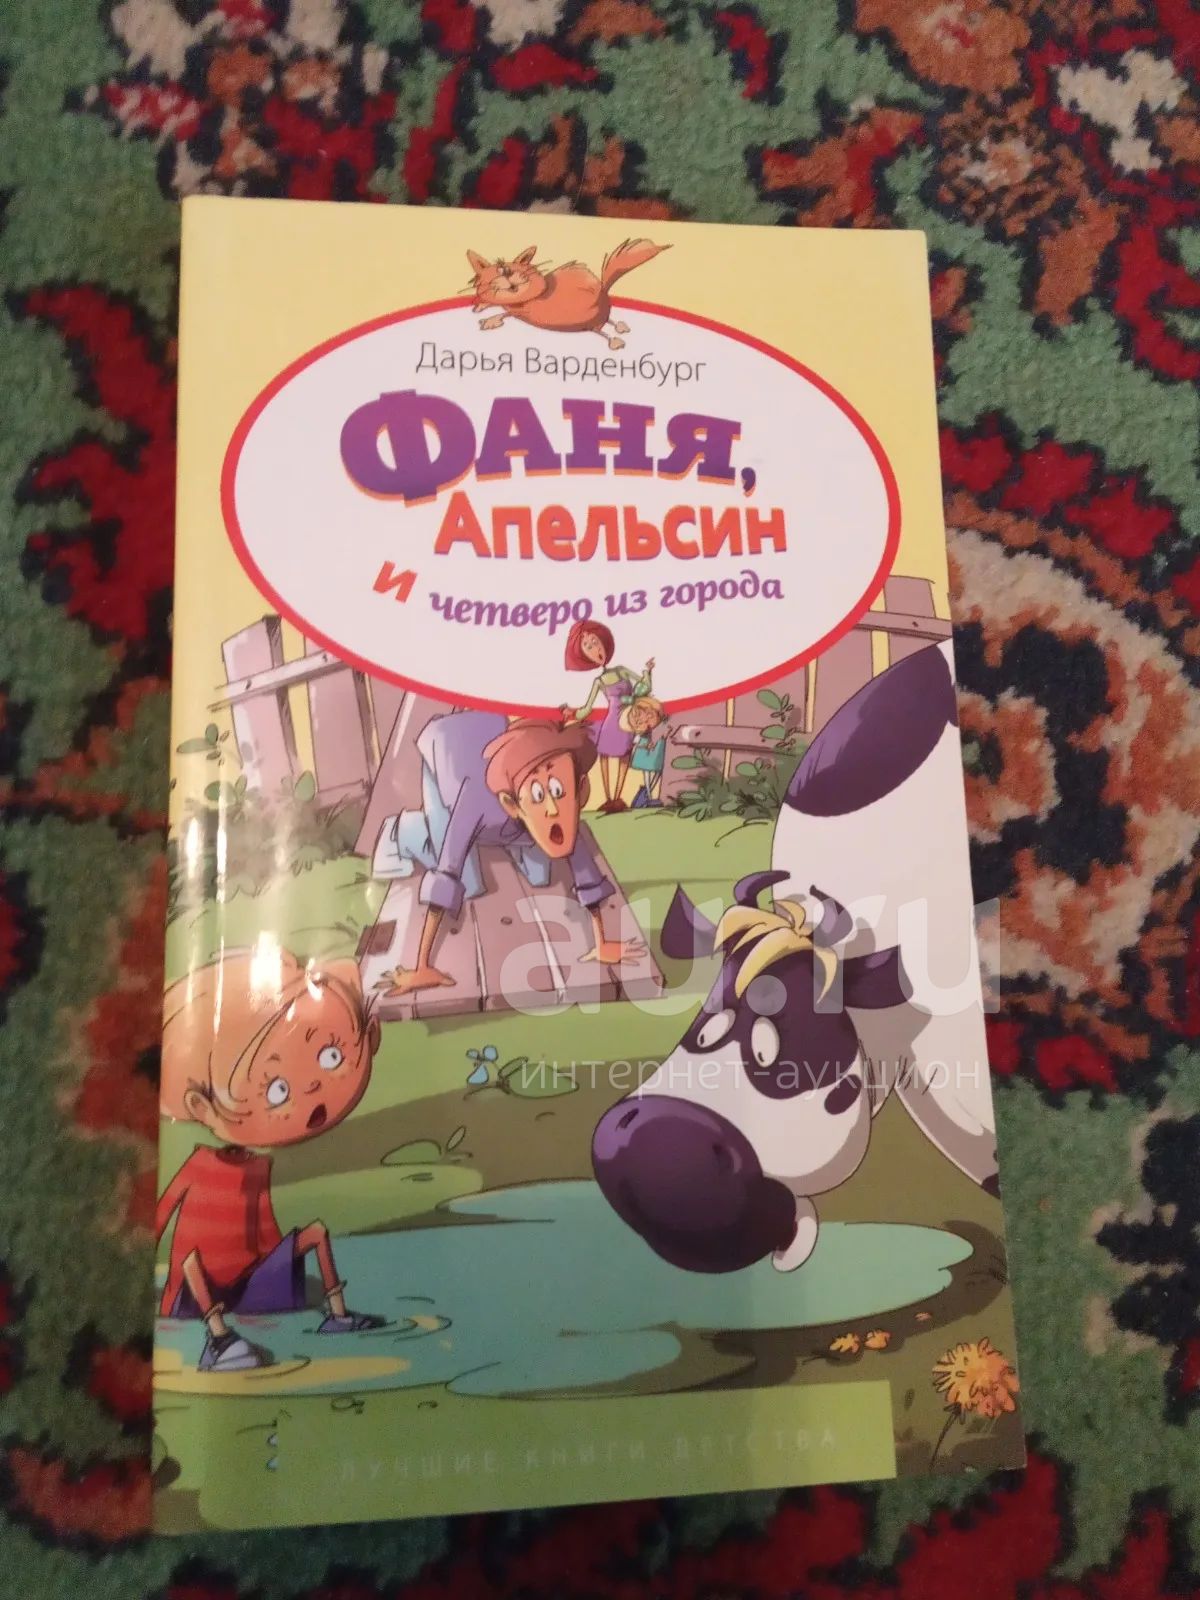 Дарья Варденбург
ФАНЯ,
Апельсин
и четверо из города
au.ru
интернет-аукцион
ЛУЧШИЕ КНИГИ ДЕТСТВА